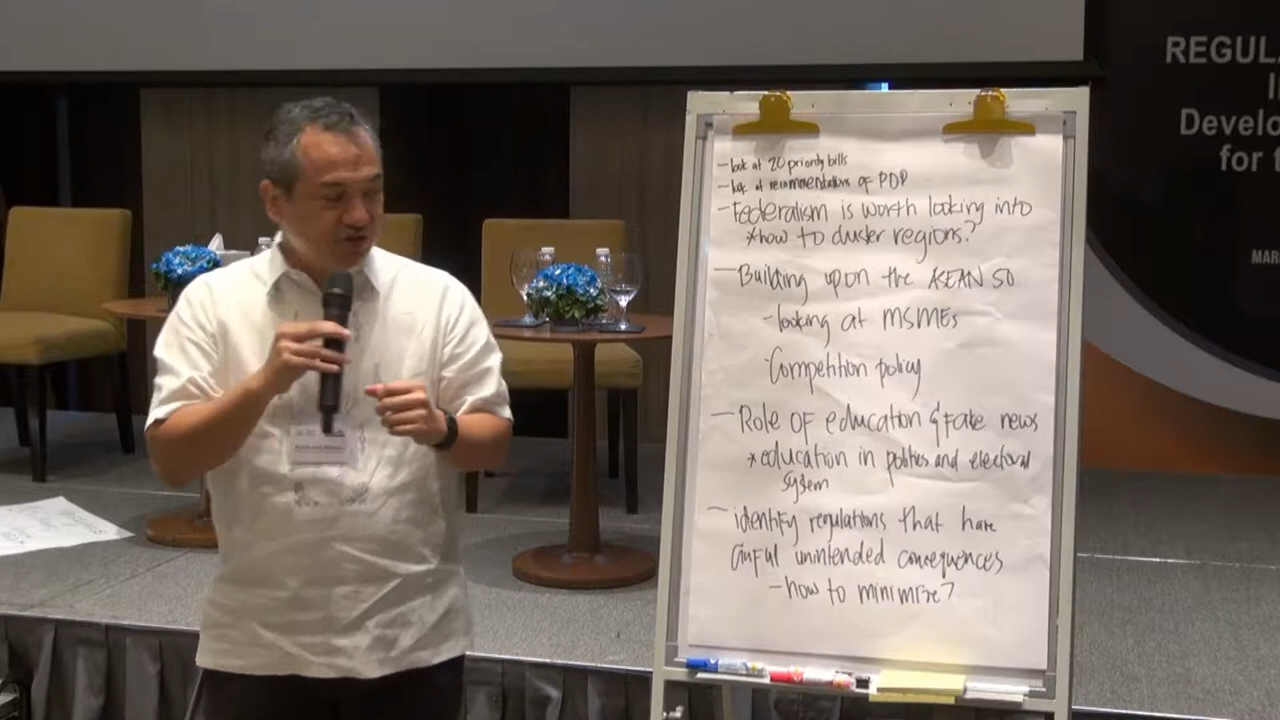 REGUL
Develo
for
MAR
- look at 20 priority bills
- look at recommendations of PDP
- Federalism is worth looking into
*how to cluster regions?
- Building upon the ASEAN 50
- looking at MSMEs
Competition policy
- Role of education & fake news
*education in politics and electoral
system
- identify regulations that have
unintended consequences
- how to minimize?